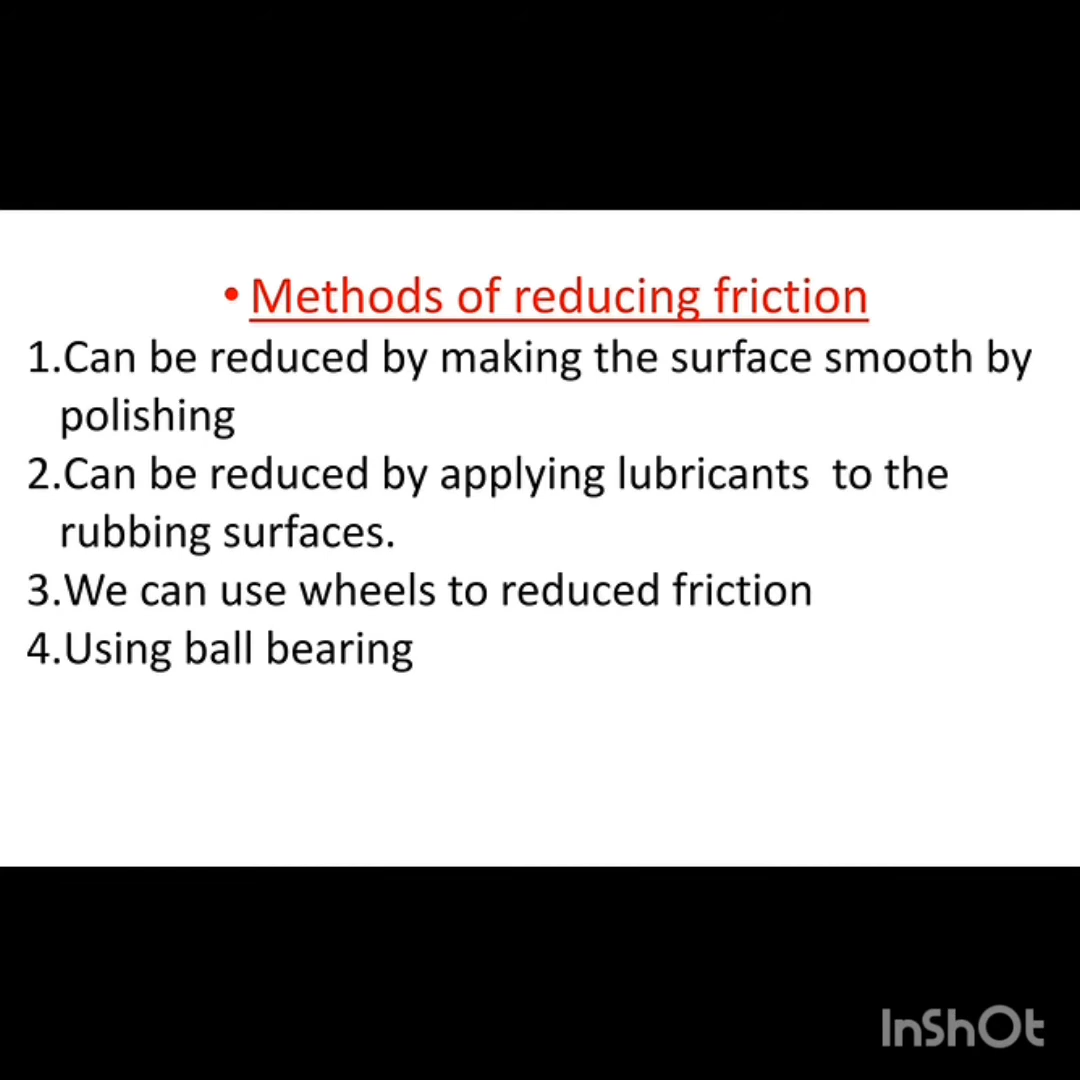 • Methods of reducing friction
1.Can be reduced by making the surface smooth by
polishing
2.Can be reduced by applying lubricants  to the
rubbing surfaces.
3.We can use wheels to reduced friction
4.Using ball bearing
InShOt